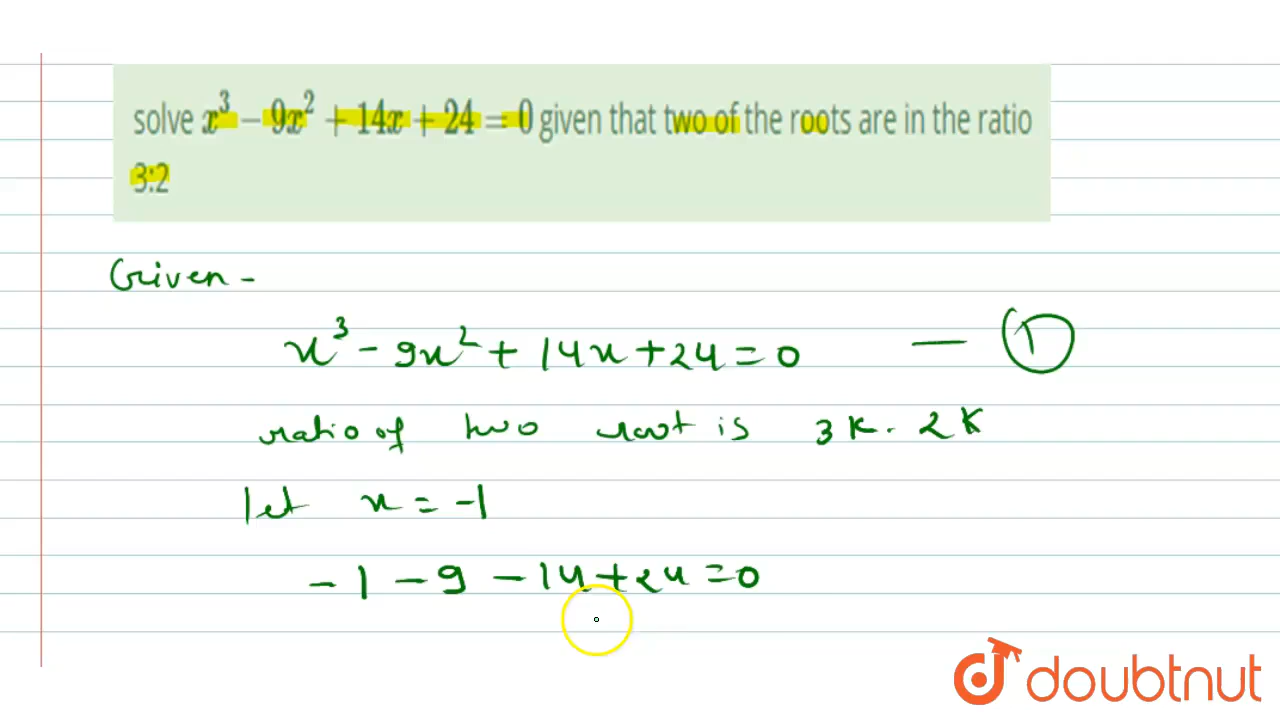 solve x³ − 9x² + 14x + 24 = 0 given that two of the roots are in the ratio
3:2
Given -
x³ - 9x² + 14x + 24 = 0 — ①
ratio of two root is 3K. 2K
let x = -1
- 1 - 9 - 14 + 24 = 0
doubtnut